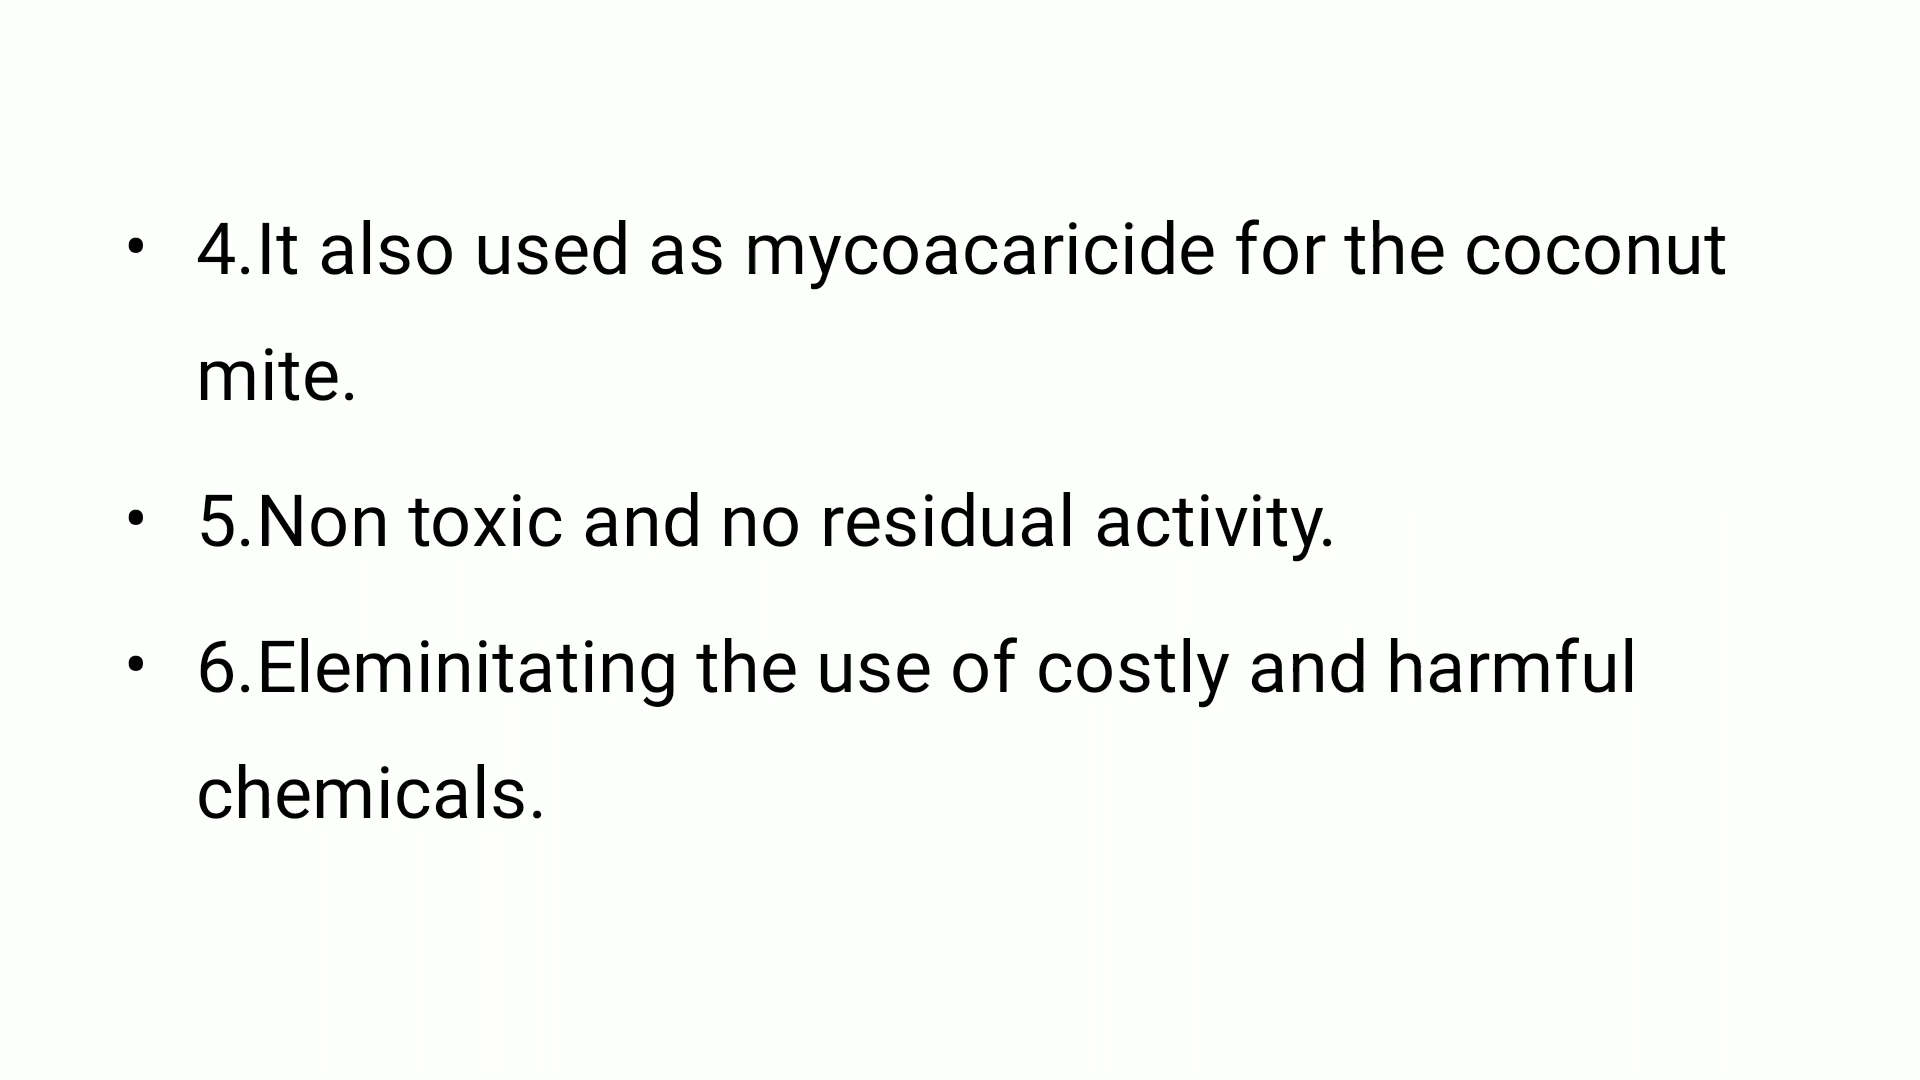 • 4.It also used as mycoacaricide for the coconut
mite.
• 5.Non toxic and no residual activity.
• 6.Eleminitating the use of costly and harmful
chemicals.